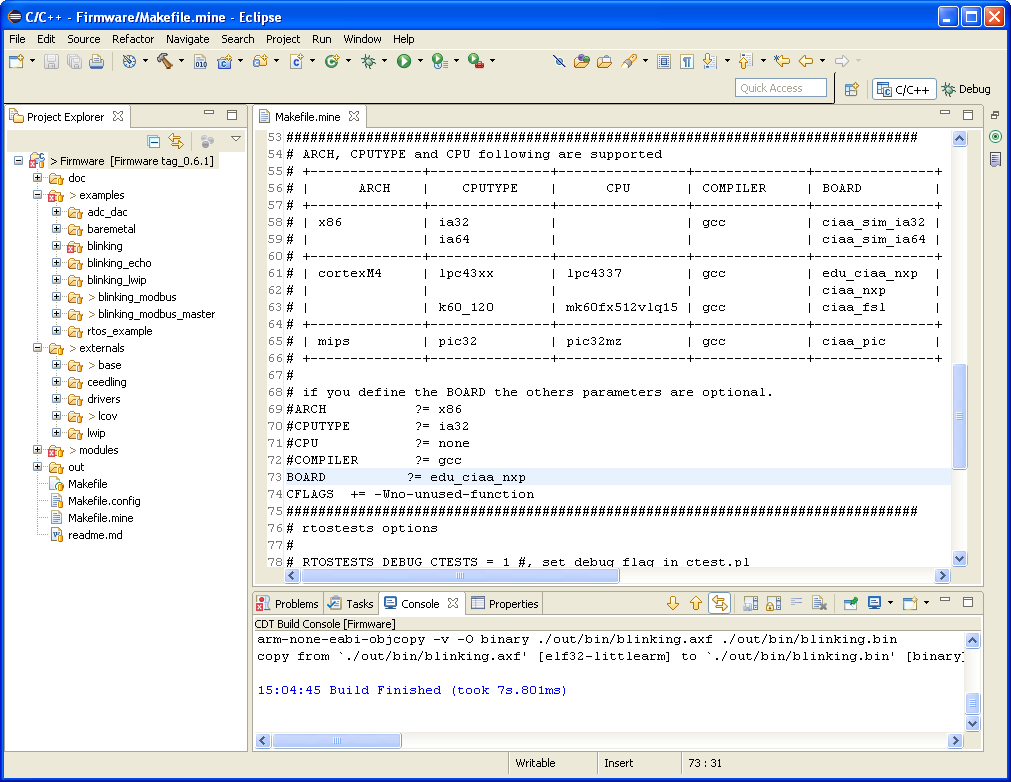 C/C++ - Firmware/Makefile.mine - Eclipse
File Edit Source Refactor Navigate Search Project Run Window Help
010
Quick Access
C/C++
Debug
Project Explorer
> Firmware [Firmware tag_0.6.1]
doc
> examples
adc_dac
baremetal
blinking
blinking_echo
blinking_lwip
> blinking_modbus
> blinking_modbus_master
rtos_example
> externals
> base
ceedling
drivers
> lcov
lwip
> modules
out
Makefile
Makefile.config
Makefile.mine
readme.md
Makefile.mine
53 ###############################################################################
54 # ARCH, CPUTYPE and CPU following are supported
55 # +--------------+---------------+----------------+--------------+---------------+
56 # | ARCH | CPUTYPE | CPU | COMPILER | BOARD |
57 # +--------------+---------------+----------------+--------------+---------------+
58 # | x86 | ia32 | | gcc | ciaa_sim_ia32 |
59 # | | ia64 | | | ciaa_sim_ia64 |
60 # +--------------+---------------+----------------+--------------+---------------+
61 # | cortexM4 | lpc43xx | lpc4337 | gcc | edu_ciaa_nxp |
62 # | | | | | ciaa_nxp |
63 # | | k60_120 | mk60fx512vlq15 | gcc | ciaa_fsl |
64 # +--------------+---------------+----------------+--------------+---------------+
65 # | mips | pic32 | pic32mz | gcc | ciaa_pic |
66 # +--------------+---------------+----------------+--------------+---------------+
67 #
68 # if you define the BOARD the others parameters are optional.
69 #ARCH ?= x86
70 #CPUTYPE ?= ia32
71 #CPU ?= none
72 #COMPILER ?= gcc
73 BOARD ?= edu_ciaa_nxp
74 CFLAGS += -Wno-unused-function
75 ###############################################################################
76 # rtostests options
77 #
78 # RTOSTESTS_DEBUG_CTESTS = 1 #, set debug flag in ctest.pl
Problems
Tasks
Console
Properties
CDT Build Console [Firmware]
arm-none-eabi-objcopy -v -O binary ./out/bin/blinking.axf ./out/bin/blinking.bin
copy from `./out/bin/blinking.axf' [elf32-littlearm] to `./out/bin/blinking.bin' [binary]
15:04:45 Build Finished (took 7s.801ms)
Writable
Insert
73 : 31